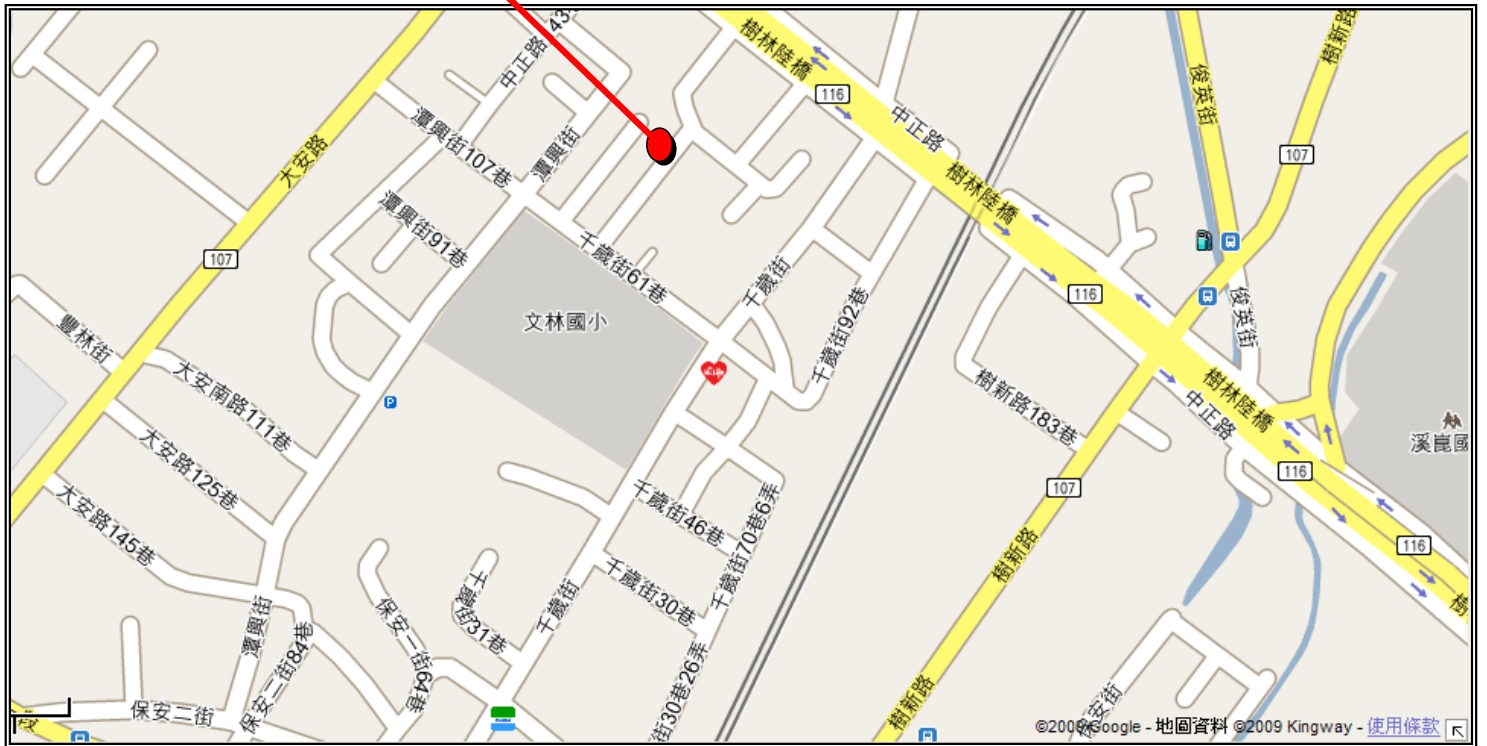 中正路 43
樹林陸橋
樹新路
116
俊英街
中正路
大安路
潭興街107巷
潭興街
樹林陸橋
107
潭興街91巷
107
千歲街61巷
千歲街
116
俊英街
豐林街
文林國小
千歲街92巷
大安南路111巷
樹新路183巷
樹林陸橋
中正路
P
大安路125巷
溪崑國
116
大安路145巷
千歲街46巷
千歲街70巷6弄
107
樹新路
116
千歲街30巷
千歲街
士歲街31巷
保安一街64巷
潭興街
保安二街84巷
樹
街30巷26弄
樹新路
保安街
段
保安二街
©2009 Google - 地圖資料 ©2009 Kingway - 使用條款